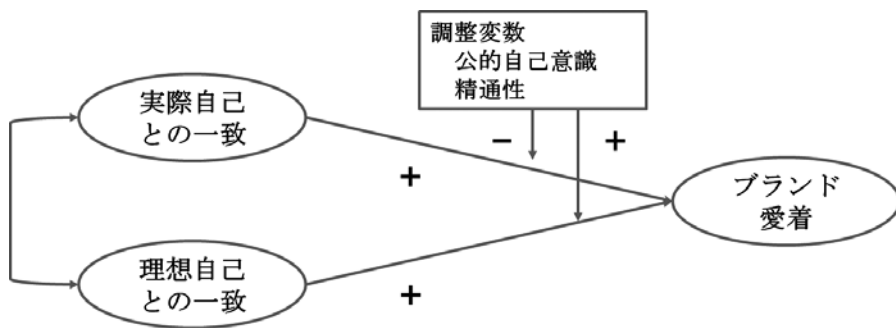 調整変数
公的自己意識
精通性
実際自己
との一致
−
+
+
ブランド
愛着
理想自己
との一致
+